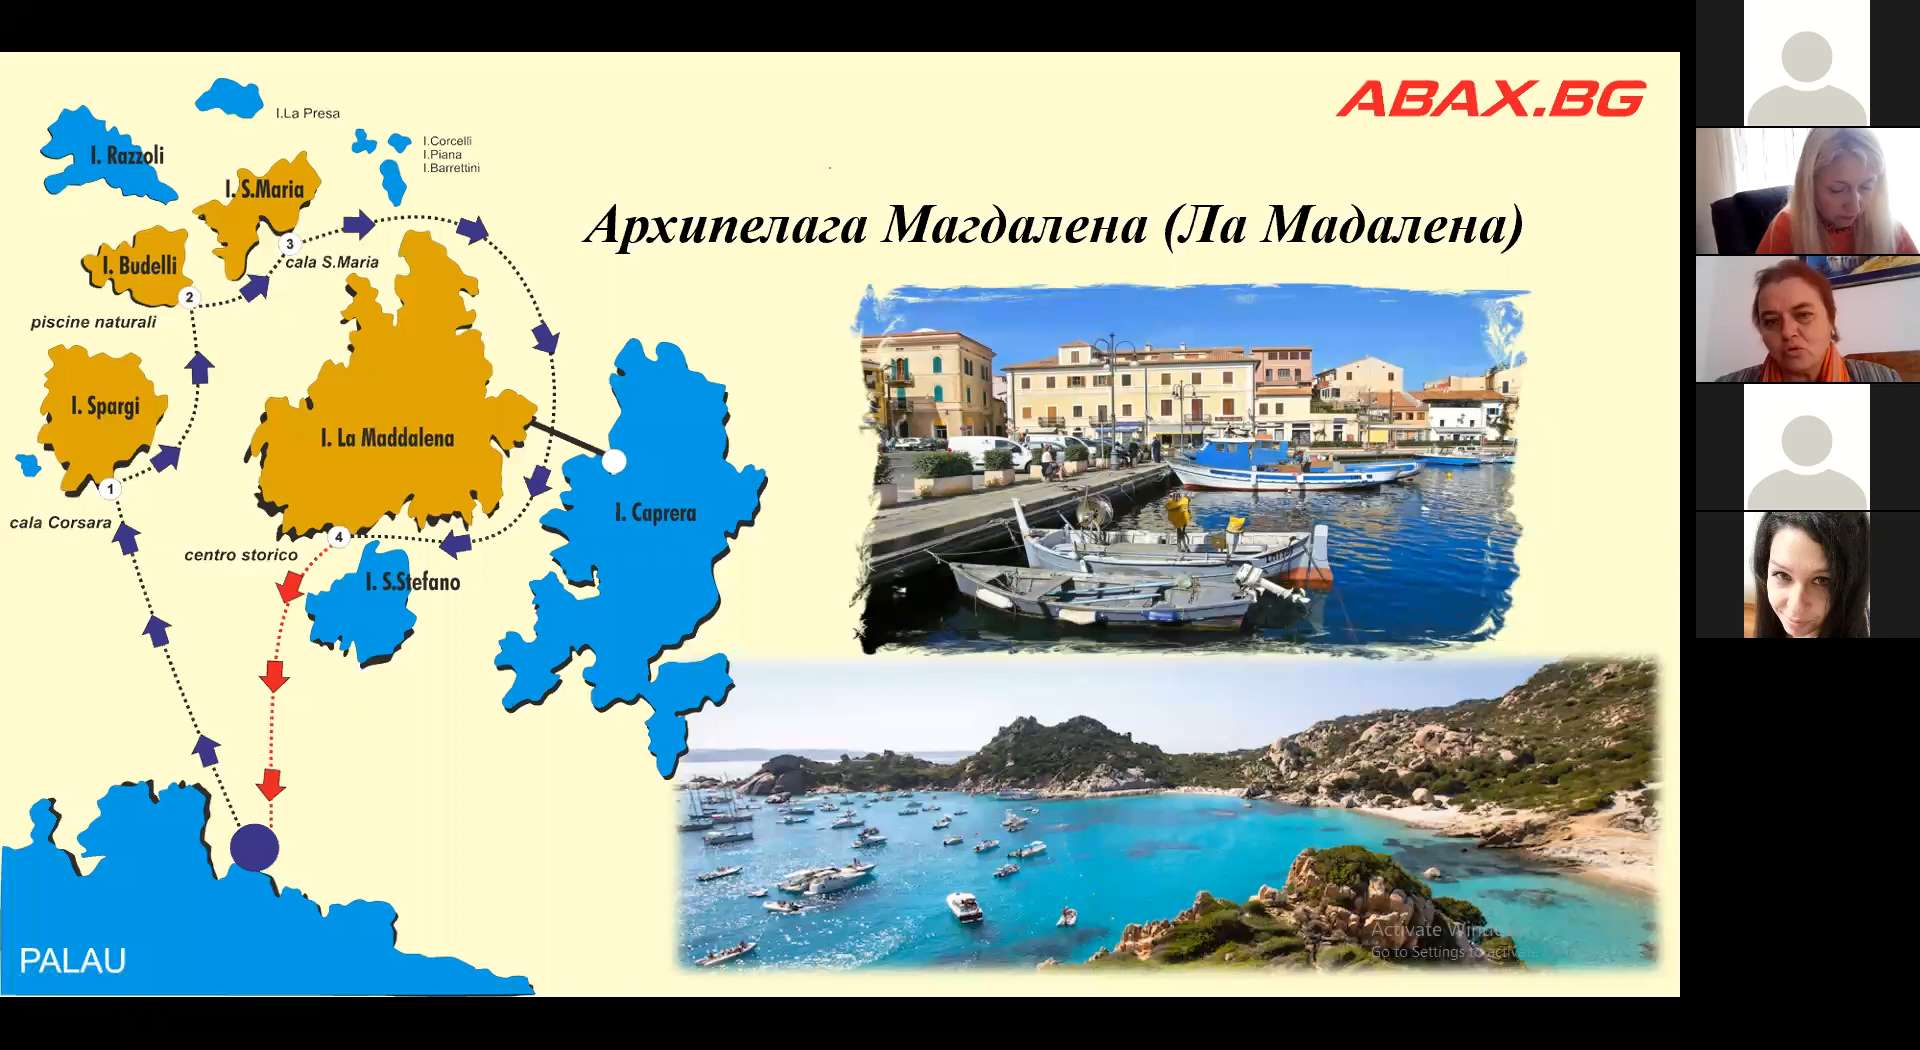 ABAX.BG
Архипелага Магдалена (Ла Мадалена)
I.La Presa
I.Corcelli
I.Piana
I.Barrettini
I. Razzoli
I. S.Maria
3
cala S.Maria
I. Budelli
2
piscine naturali
I. Spargi
1
cala Corsara
I. La Maddalena
I. Caprera
4
centro storico
I. S.Stefano
PALAU
Activate Windows
Go to Settings to activate